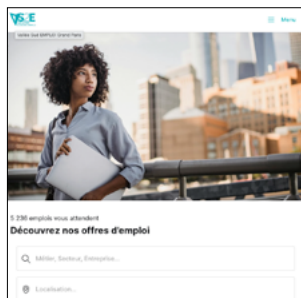 VS2E
Menu
Vallée Sud EMPLOI Grand Paris
5 236 emplois vous attendent
Découvrez nos offres d'emploi
Métier, Secteur, Entreprise...
Localisation...